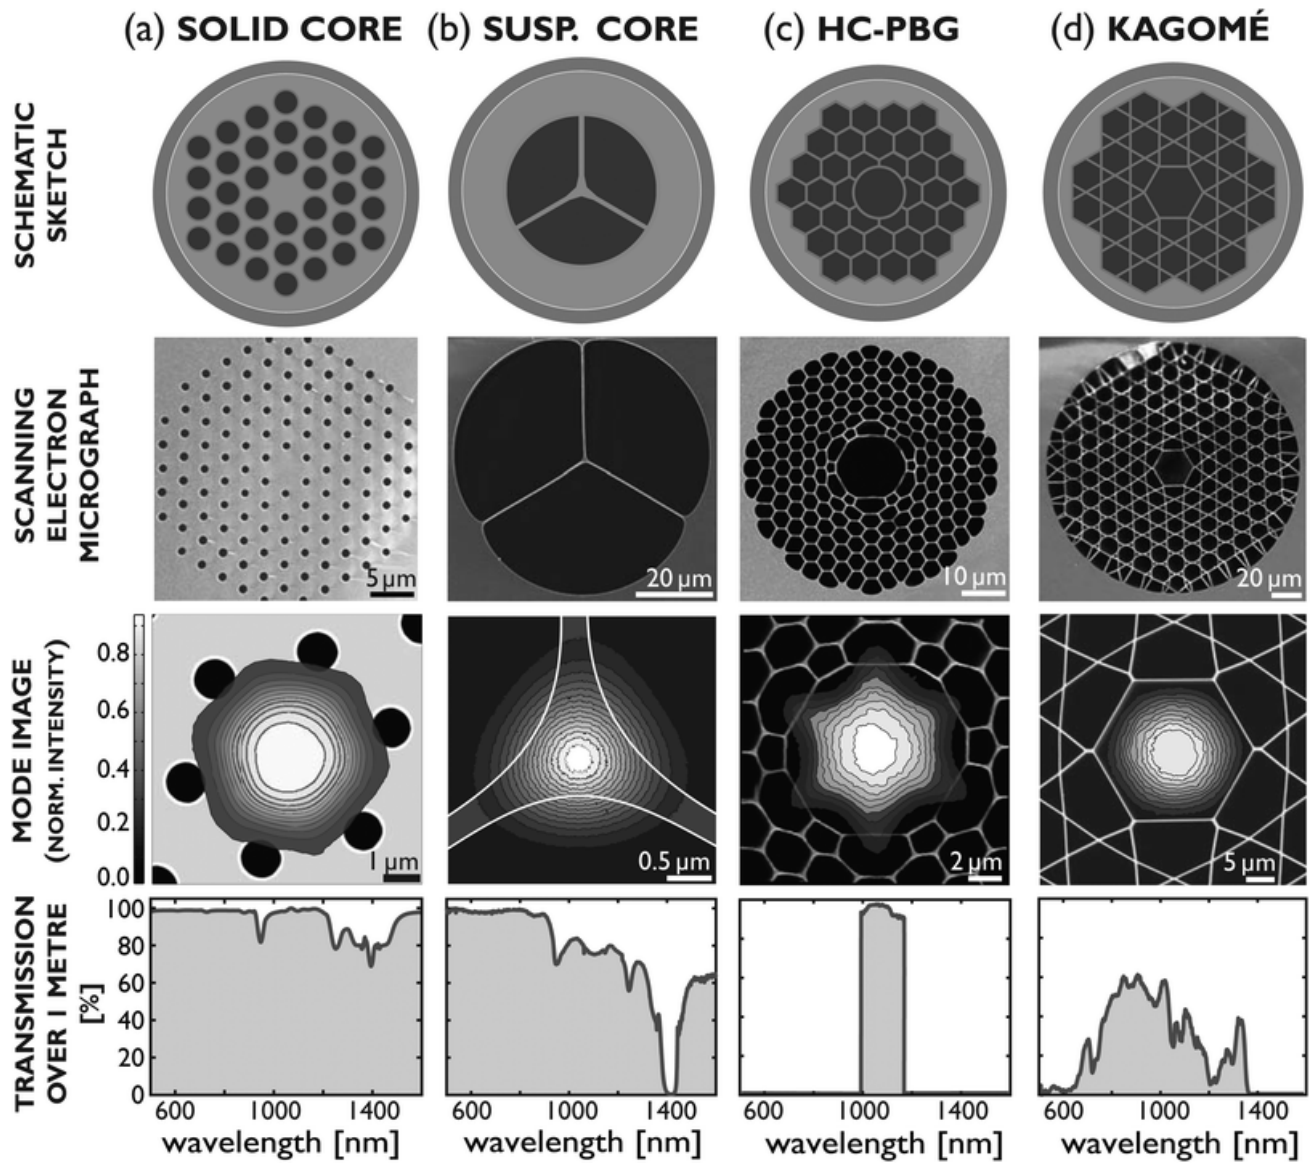 (a) SOLID CORE
(b) SUSP. CORE
(c) HC-PBG
(d) KAGOMÉ
SCHEMATIC
SKETCH
SCANNING
ELECTRON
MICROGRAPH
5 µm
20 µm
10 µm
20 µm
MODE IMAGE
(NORM. INTENSITY)
0.8
0.6
0.4
0.2
0.0
1 µm
0.5 µm
2 µm
5 µm
TRANSMISSION
OVER 1 METRE
[%]
100
80
60
40
20
0
600 1000 1400
600 1000 1400
600 1000 1400
600 1000 1400
wavelength [nm]
wavelength [nm]
wavelength [nm]
wavelength [nm]